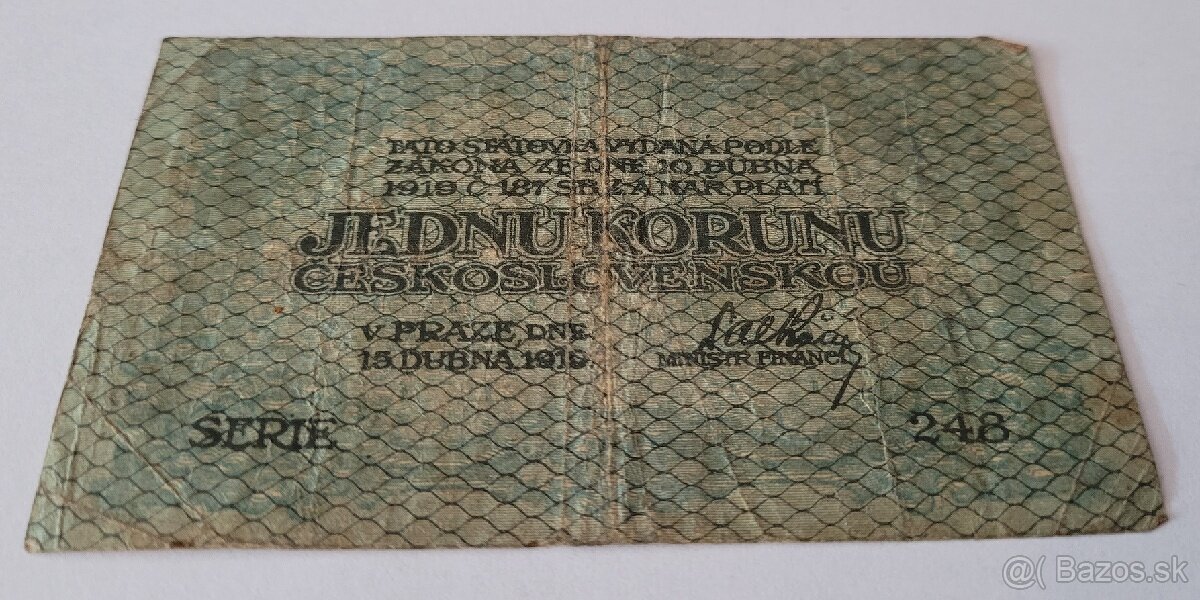 TATO STÁTOVKA VYDANÁ PODLE
ZÁKONA ZE DNE 10. DUBNA
1919 Č 187 SB. Z. A NAŘ. PLATÍ
JEDNU KORUNU
ČESKOSLOVENSKOU
V PRAZE, DNE
15. DUBNA 1919.
MINISTR FINANCÍ
SERIE
248
@( Bazos.sk